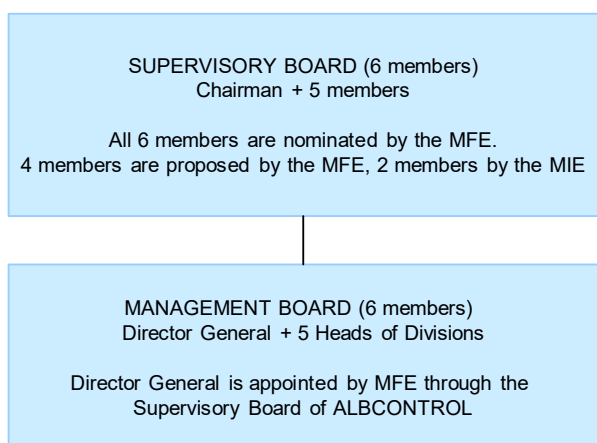 SUPERVISORY BOARD (6 members)
Chairman + 5 members
All 6 members are nominated by the MFE.
4 members are proposed by the MFE, 2 members by the MIE
MANAGEMENT BOARD (6 members)
Director General + 5 Heads of Divisions
Director General is appointed by MFE through the
Supervisory Board of ALBCONTROL